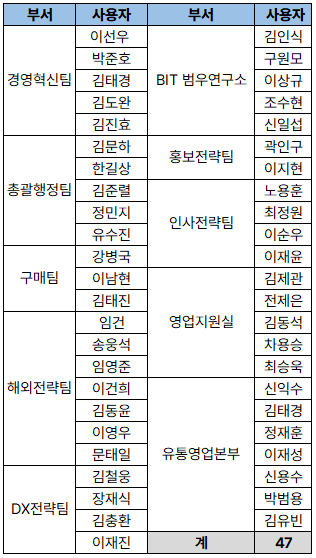 부서 사용자 부서 사용자
경영혁신팀 이선우 BIT 범우연구소 김인식
박준호 구원모
김태경 이상규
김도완 조수현
김진효 신일섭
총괄행정팀 김문하 홍보전략팀 곽인구
한길상 이지현
김준렬 인사전략팀 노용훈
정민지 최정원
유수진 이순우
구매팀 강병국 이재윤
이남현 영업지원실 김제관
김태진 전제은
해외전략팀 임건 김동석
송웅석 차용승
임영준 최승욱
이건희 유통영업본부 신익수
김동윤 김태경
이영우 정재훈
문태일 이재성
DX전략팀 김철웅 신용수
장재식 박범용
김충환 김유빈
이재진 계 47